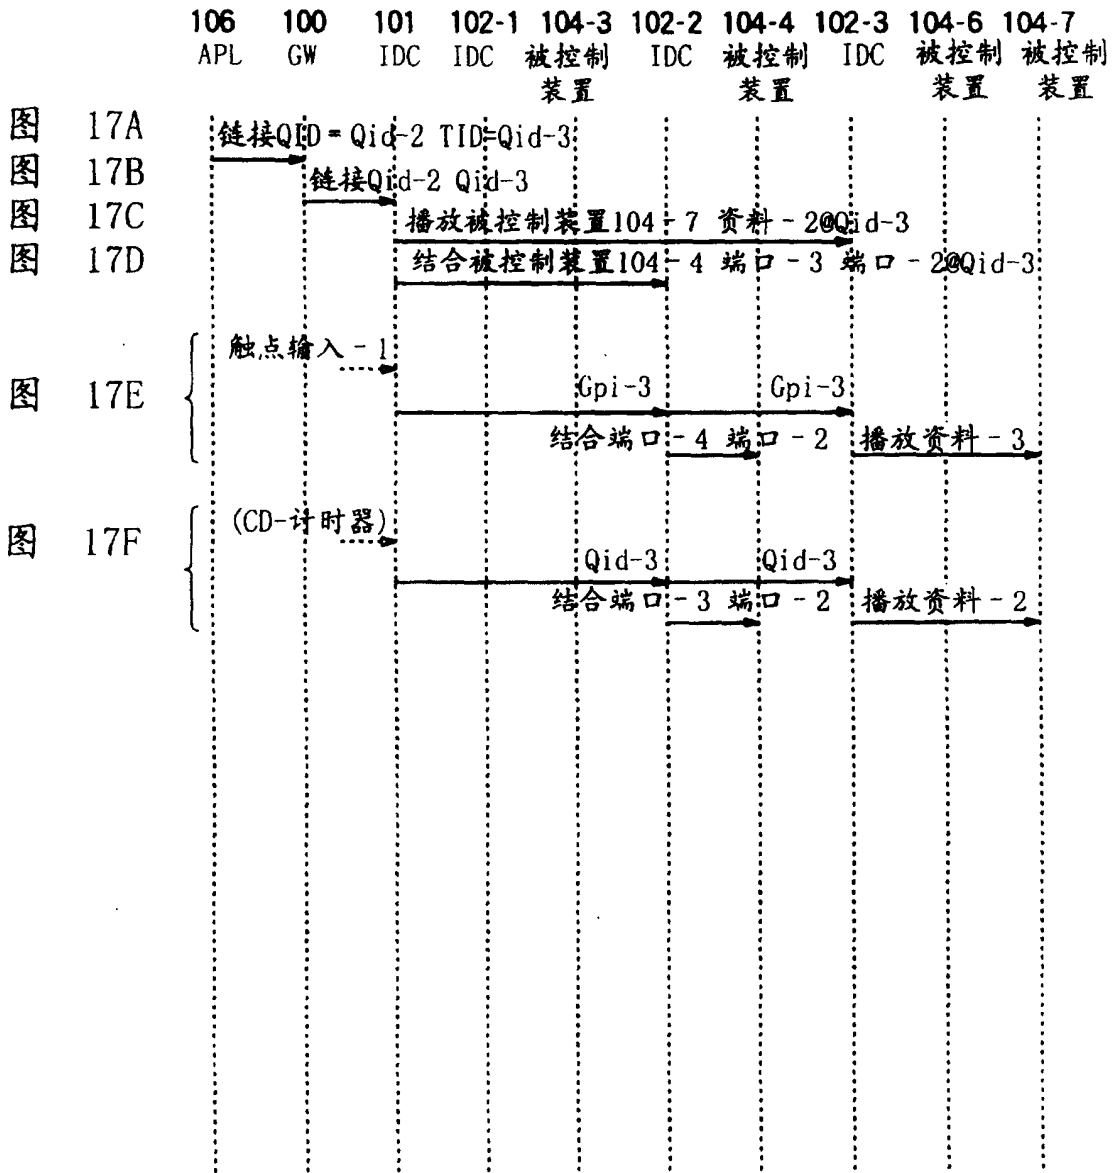 106 100 101 102-1 104-3 102-2 104-4 102-3 104-6 104-7
APL GW IDC IDC 被控制 IDC 被控制 IDC 被控制 被控制
装置 装置 装置 装置
图 17A 链接QID = Qid-2 TID=Qid-3
图 17B 链接Qid-2 Qid-3
图 17C 播放被控制装置104-7 资料-2@Qid-3
图 17D 结合被控制装置104-4 端口-3 端口-2@Qid-3
触点输入-1
图 17E Gpi-3 Gpi-3
结合端口-4 端口-2 播放资料-3
(CD-计时器)
图 17F
Qid-3 Qid-3
结合端口-3 端口-2 播放资料-2